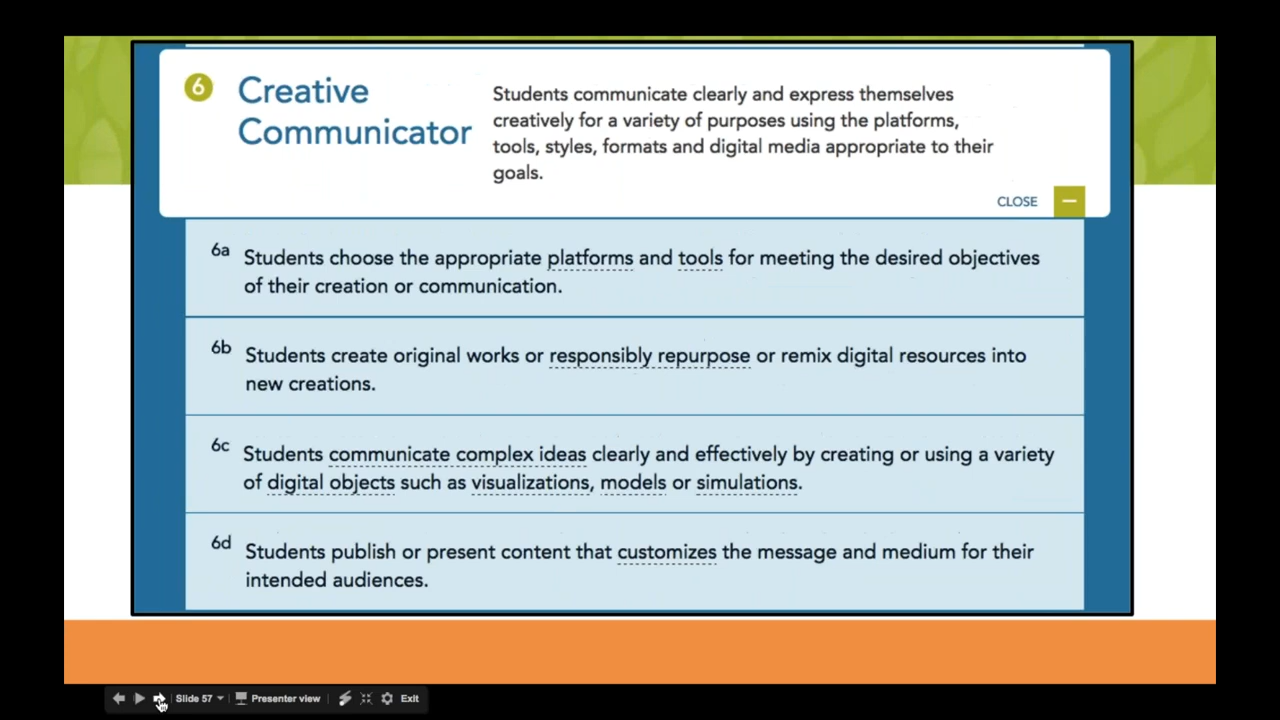 6
Creative
Communicator
Students communicate clearly and express themselves
creatively for a variety of purposes using the platforms,
tools, styles, formats and digital media appropriate to their
goals.
CLOSE
6a Students choose the appropriate platforms and tools for meeting the desired objectives
of their creation or communication.
6b Students create original works or responsibly repurpose or remix digital resources into
new creations.
6c Students communicate complex ideas clearly and effectively by creating or using a variety
of digital objects such as visualizations, models or simulations.
6d Students publish or present content that customizes the message and medium for their
intended audiences.
Slide 57 Presenter view Exit